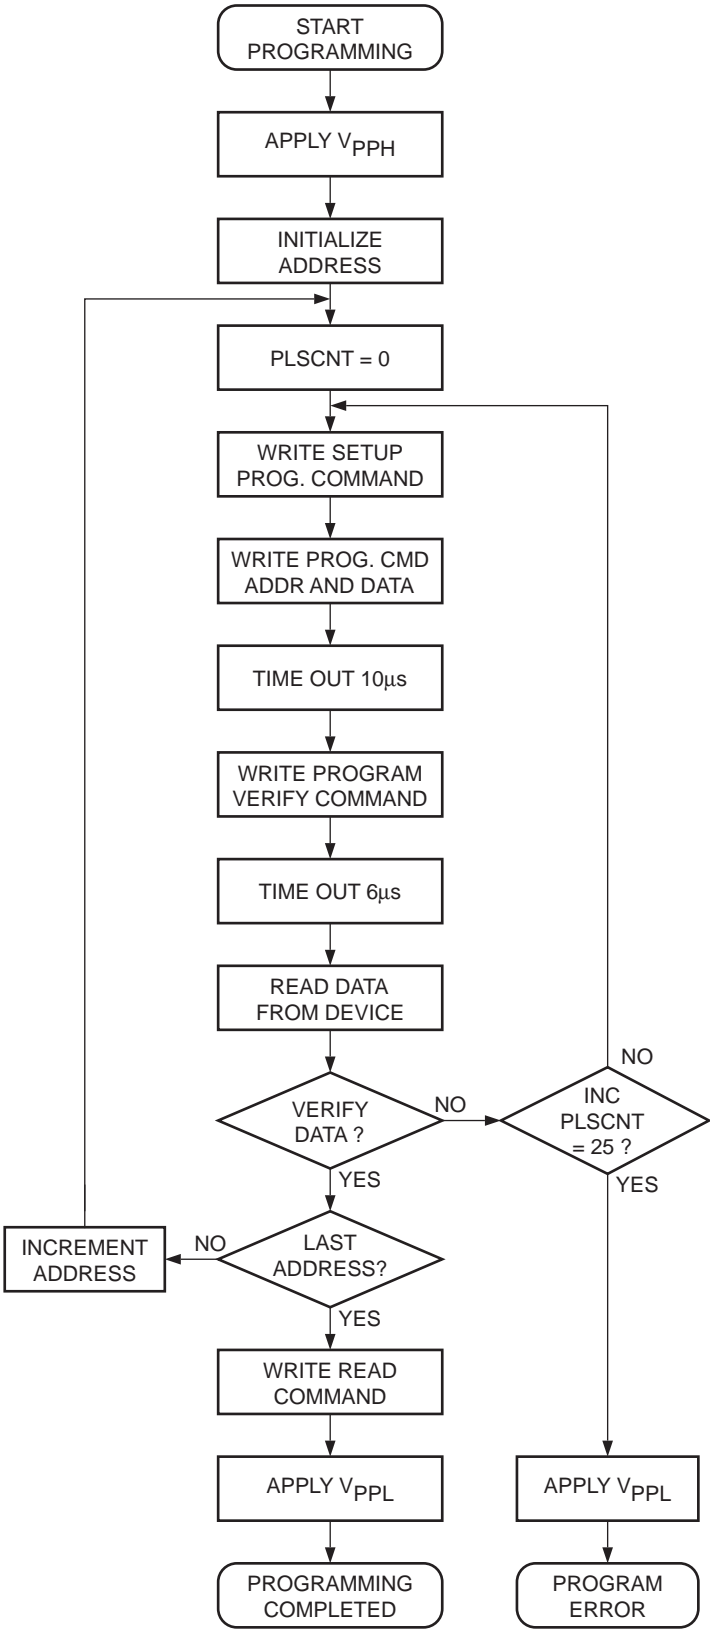 START
PROGRAMMING
APPLY VPPH
INITIALIZE
ADDRESS
PLSCNT = 0
WRITE SETUP
PROG. COMMAND
WRITE PROG. CMD
ADDR AND DATA
TIME OUT 10μs
WRITE PROGRAM
VERIFY COMMAND
TIME OUT 6μs
READ DATA
FROM DEVICE
VERIFY
DATA ?
NO
INC
PLSCNT
= 25 ?
NO
YES
YES
LAST
ADDRESS?
NO
INCREMENT
ADDRESS
YES
WRITE READ
COMMAND
APPLY VPPL
APPLY VPPL
PROGRAMMING
COMPLETED
PROGRAM
ERROR